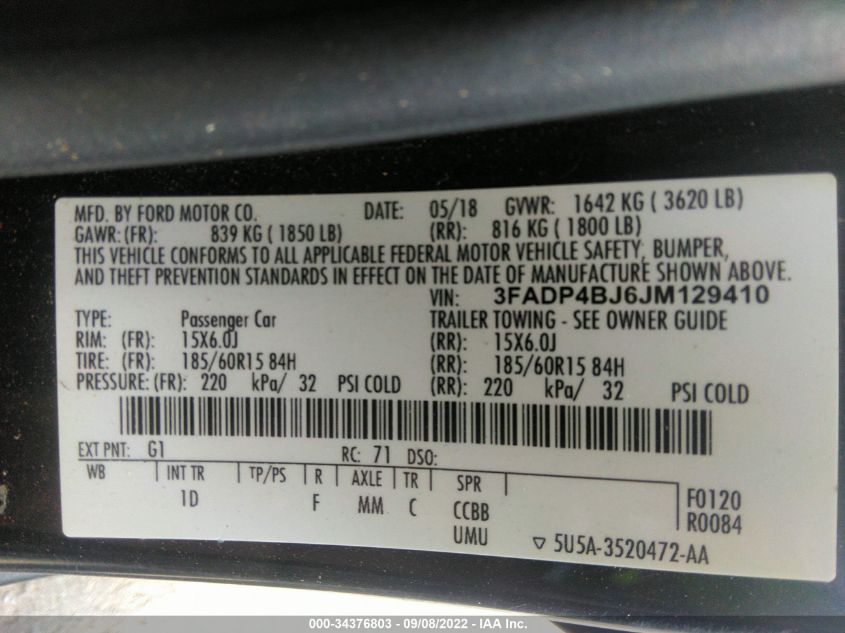 MFD. BY FORD MOTOR CO. DATE: 05/18 GVWR: 1642 KG ( 3620 LB)
GAWR: (FR): 839 KG ( 1850 LB) (RR): 816 KG ( 1800 LB)
THIS VEHICLE CONFORMS TO ALL APPLICABLE FEDERAL MOTOR VEHICLE SAFETY, BUMPER,
AND THEFT PREVENTION STANDARDS IN EFFECT ON THE DATE OF MANUFACTURE SHOWN ABOVE.
VIN: 3FADP4BJ6JM129410
TYPE: Passenger Car TRAILER TOWING - SEE OWNER GUIDE
RIM: (FR): 15X6.0J (RR): 15X6.0J
TIRE: (FR): 185/60R15 84H (RR): 185/60R15 84H
PRESSURE: (FR): 220 kPa/ 32 PSI COLD (RR): 220 kPa/ 32 PSI COLD
EXT PNT: G1 RC: 71 DSO:
WB INT TR TP/PS R AXLE TR SPR F0120
1D F MM C CCBB R0084
UMU ▽ 5U5A-3520472-AA
000-34376803 - 09/08/2022 - IAA Inc.